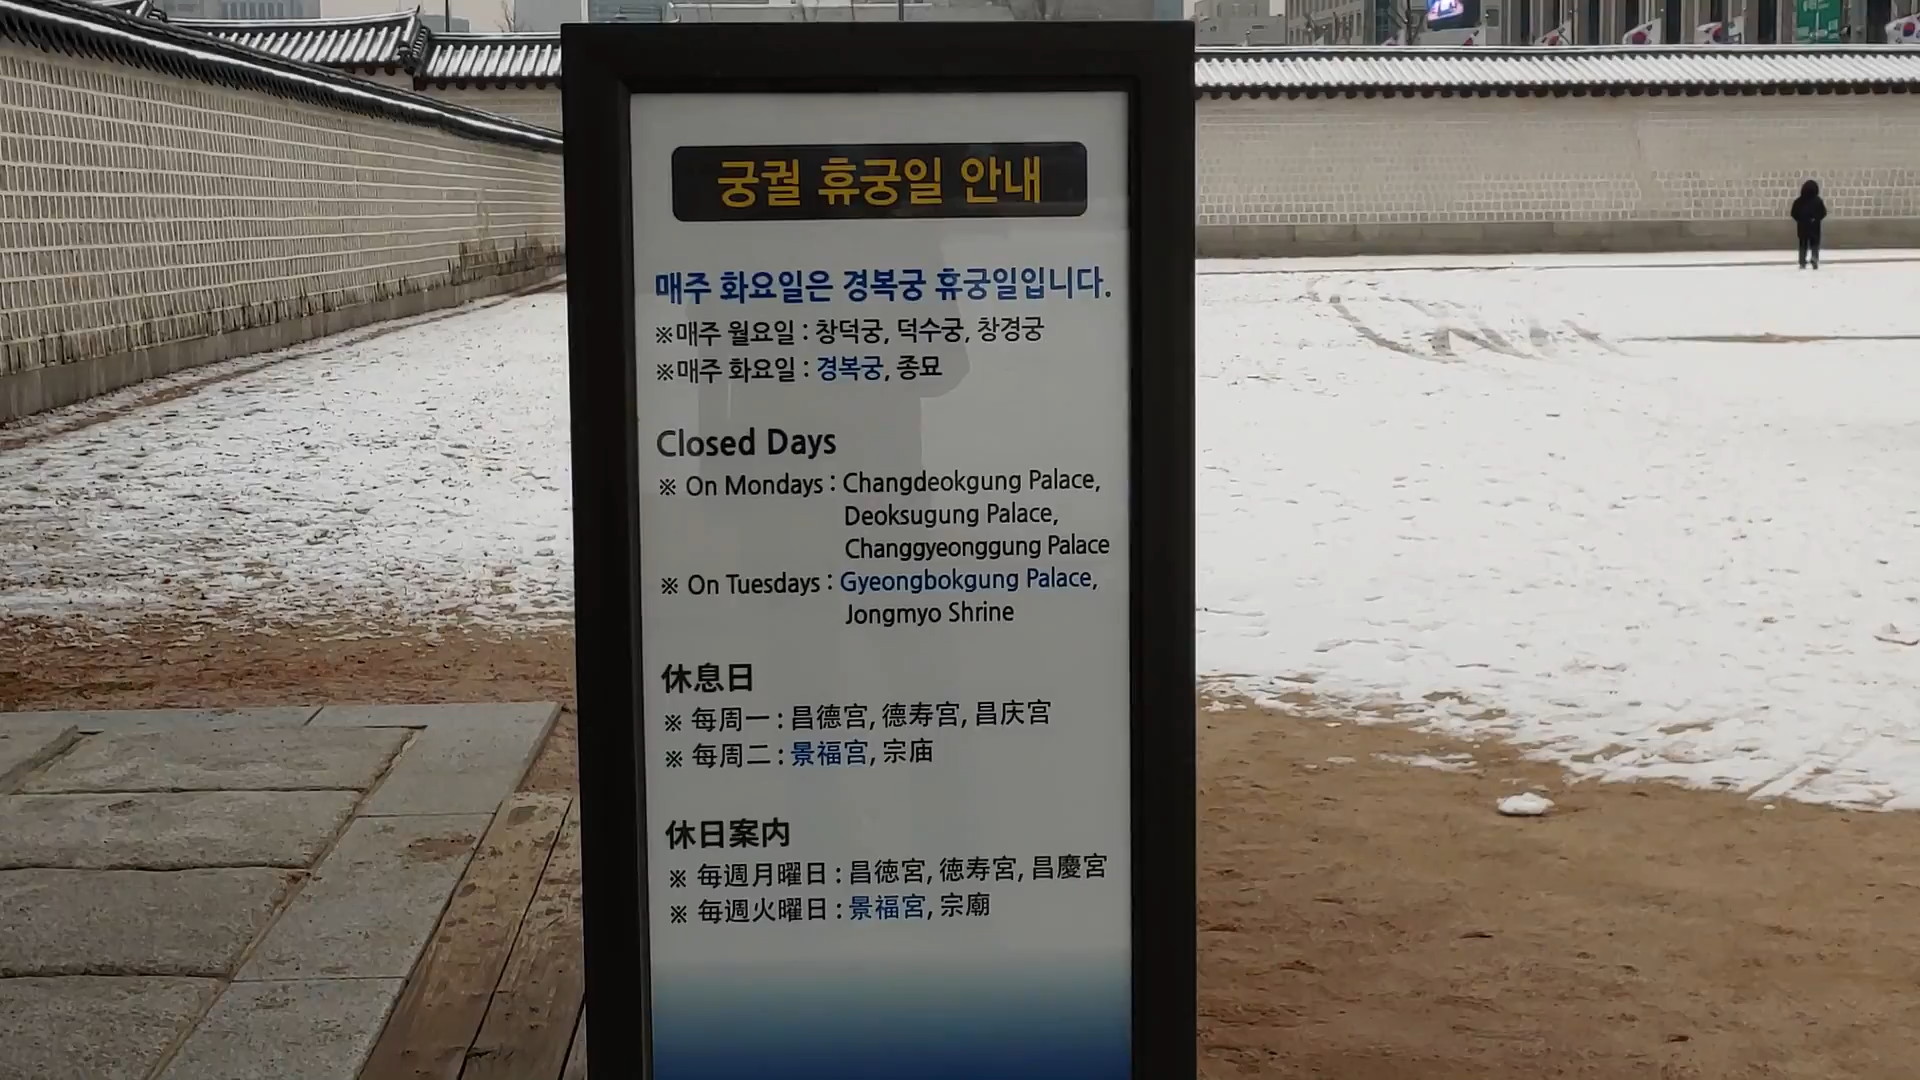 궁궐 휴궁일 안내
매주 화요일은 경복궁 휴궁일입니다.
※매주 월요일 : 창덕궁, 덕수궁, 창경궁
※매주 화요일 : 경복궁, 종묘
Closed Days
※ On Mondays : Changdeokgung Palace,
Deoksugung Palace,
Changgyeonggung Palace
※ On Tuesdays : Gyeongbokgung Palace,
Jongmyo Shrine
休息日
※ 每周一 : 昌德宫, 德寿宫, 昌庆宫
※ 每周二 : 景福宫, 宗庙
休日案内
※ 毎週月曜日 : 昌徳宮, 徳寿宮, 昌慶宮
※ 毎週火曜日 : 景福宮, 宗廟